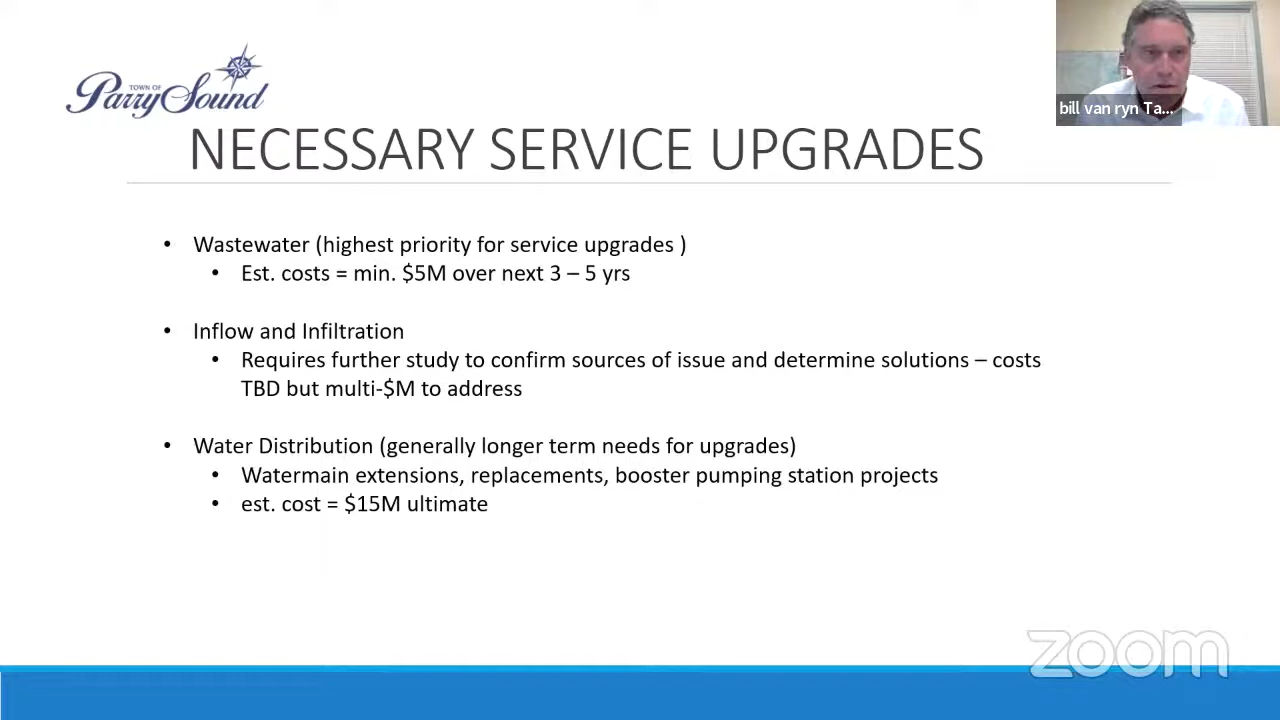 TOWN OF
Parry Sound
bill van ryn Ta...
NECESSARY SERVICE UPGRADES
• Wastewater (highest priority for service upgrades )
• Est. costs = min. $5M over next 3 – 5 yrs
• Inflow and Infiltration
• Requires further study to confirm sources of issue and determine solutions – costs
TBD but multi-$M to address
• Water Distribution (generally longer term needs for upgrades)
• Watermain extensions, replacements, booster pumping station projects
• est. cost = $15M ultimate
zoom